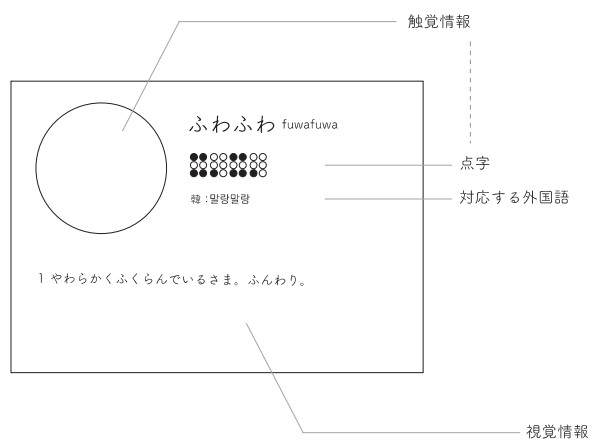 触覚情報
ふわふわ fuwafuwa
点字
韓 : 말랑말랑
対応する外国語
1 やわらかくふくらんでいるさま。ふんわり。
視覚情報